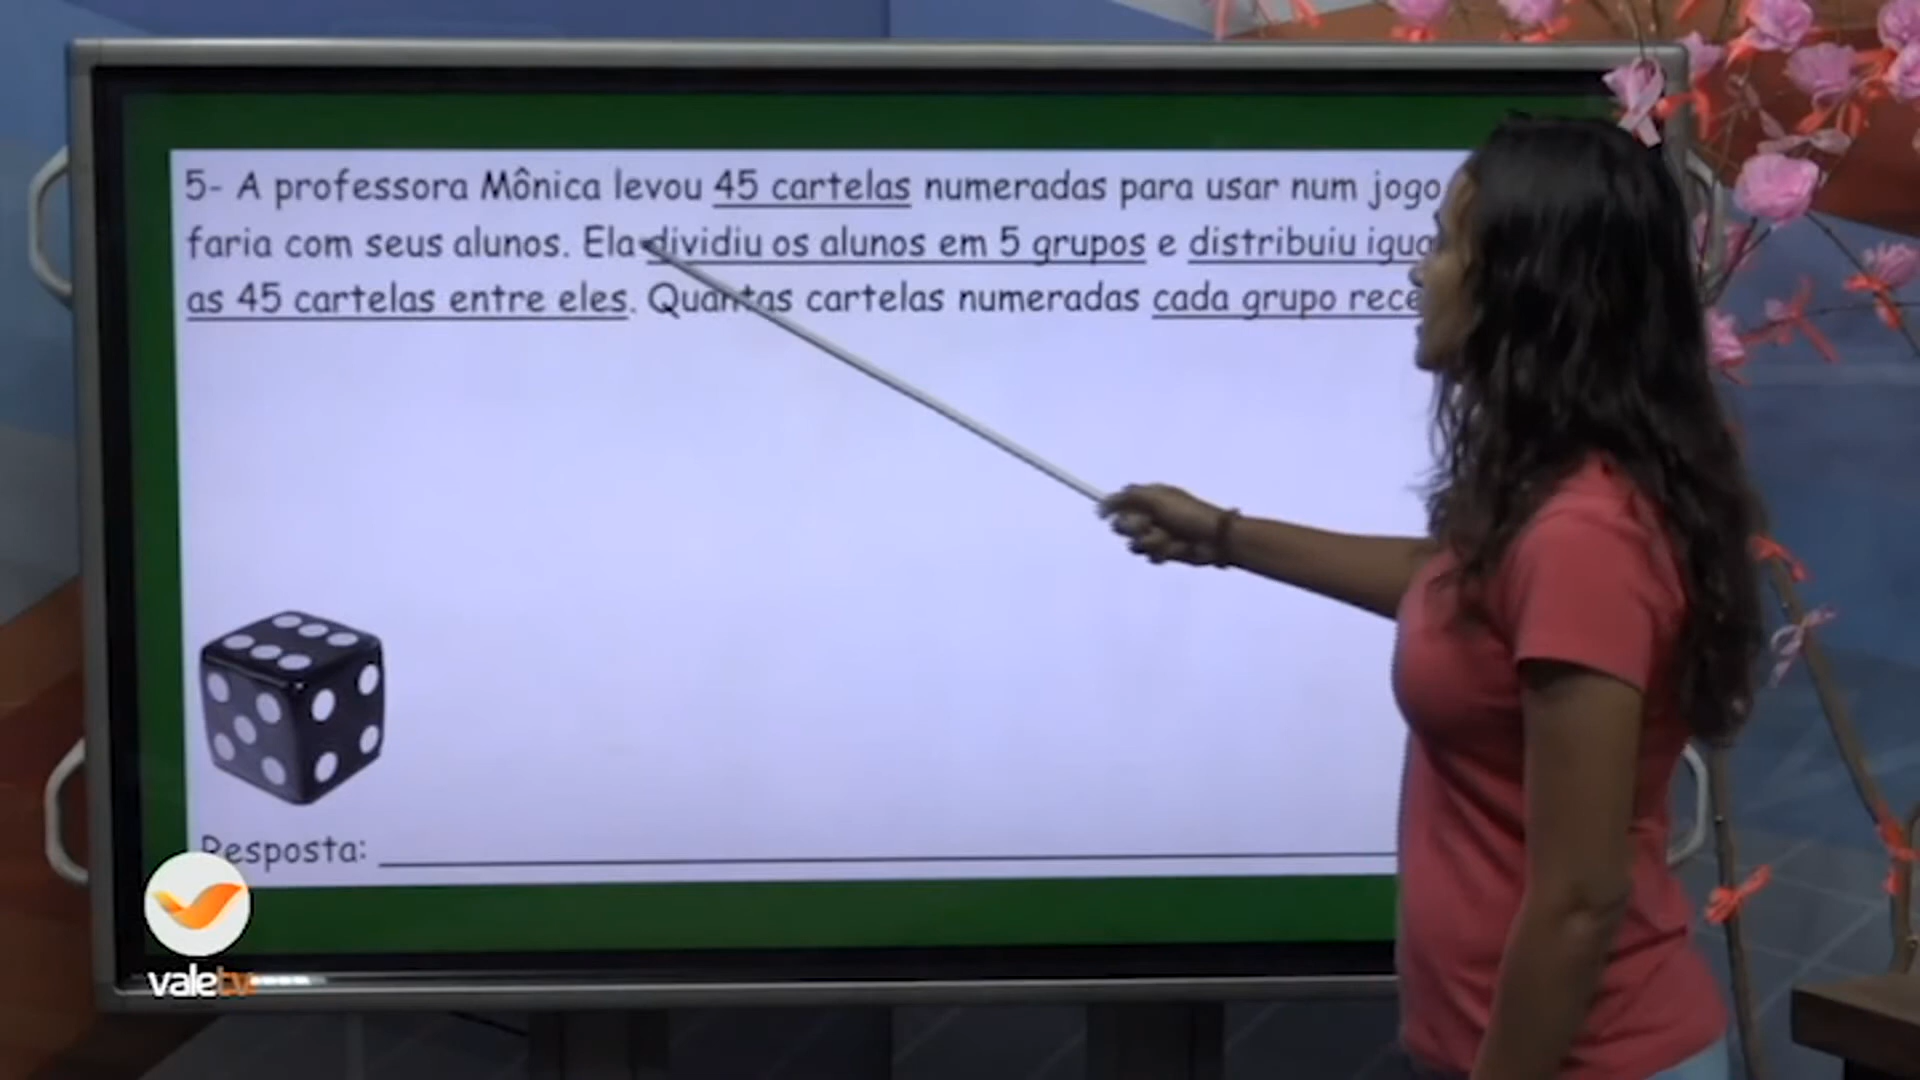 5- A professora Mônica levou 45 cartelas numeradas para usar num jogo
faria com seus alunos. Ela dividiu os alunos em 5 grupos e distribuiu
as 45 cartelas entre eles. Quantas cartelas numeradas cada grupo
Resposta:
valetv